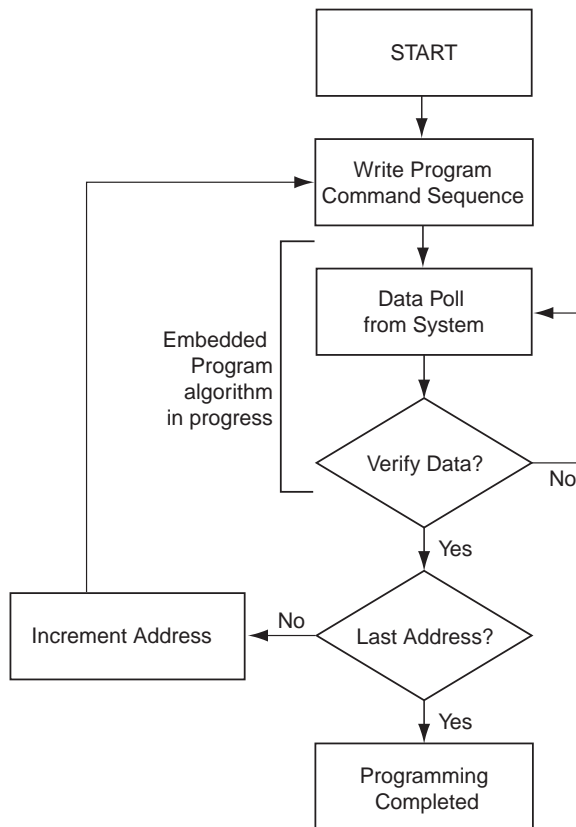 START
Write Program
Command Sequence
Data Poll
from System
Embedded
Program
algorithm
in progress
Verify Data?
No
Yes
Increment Address
No
Last Address?
Yes
Programming
Completed